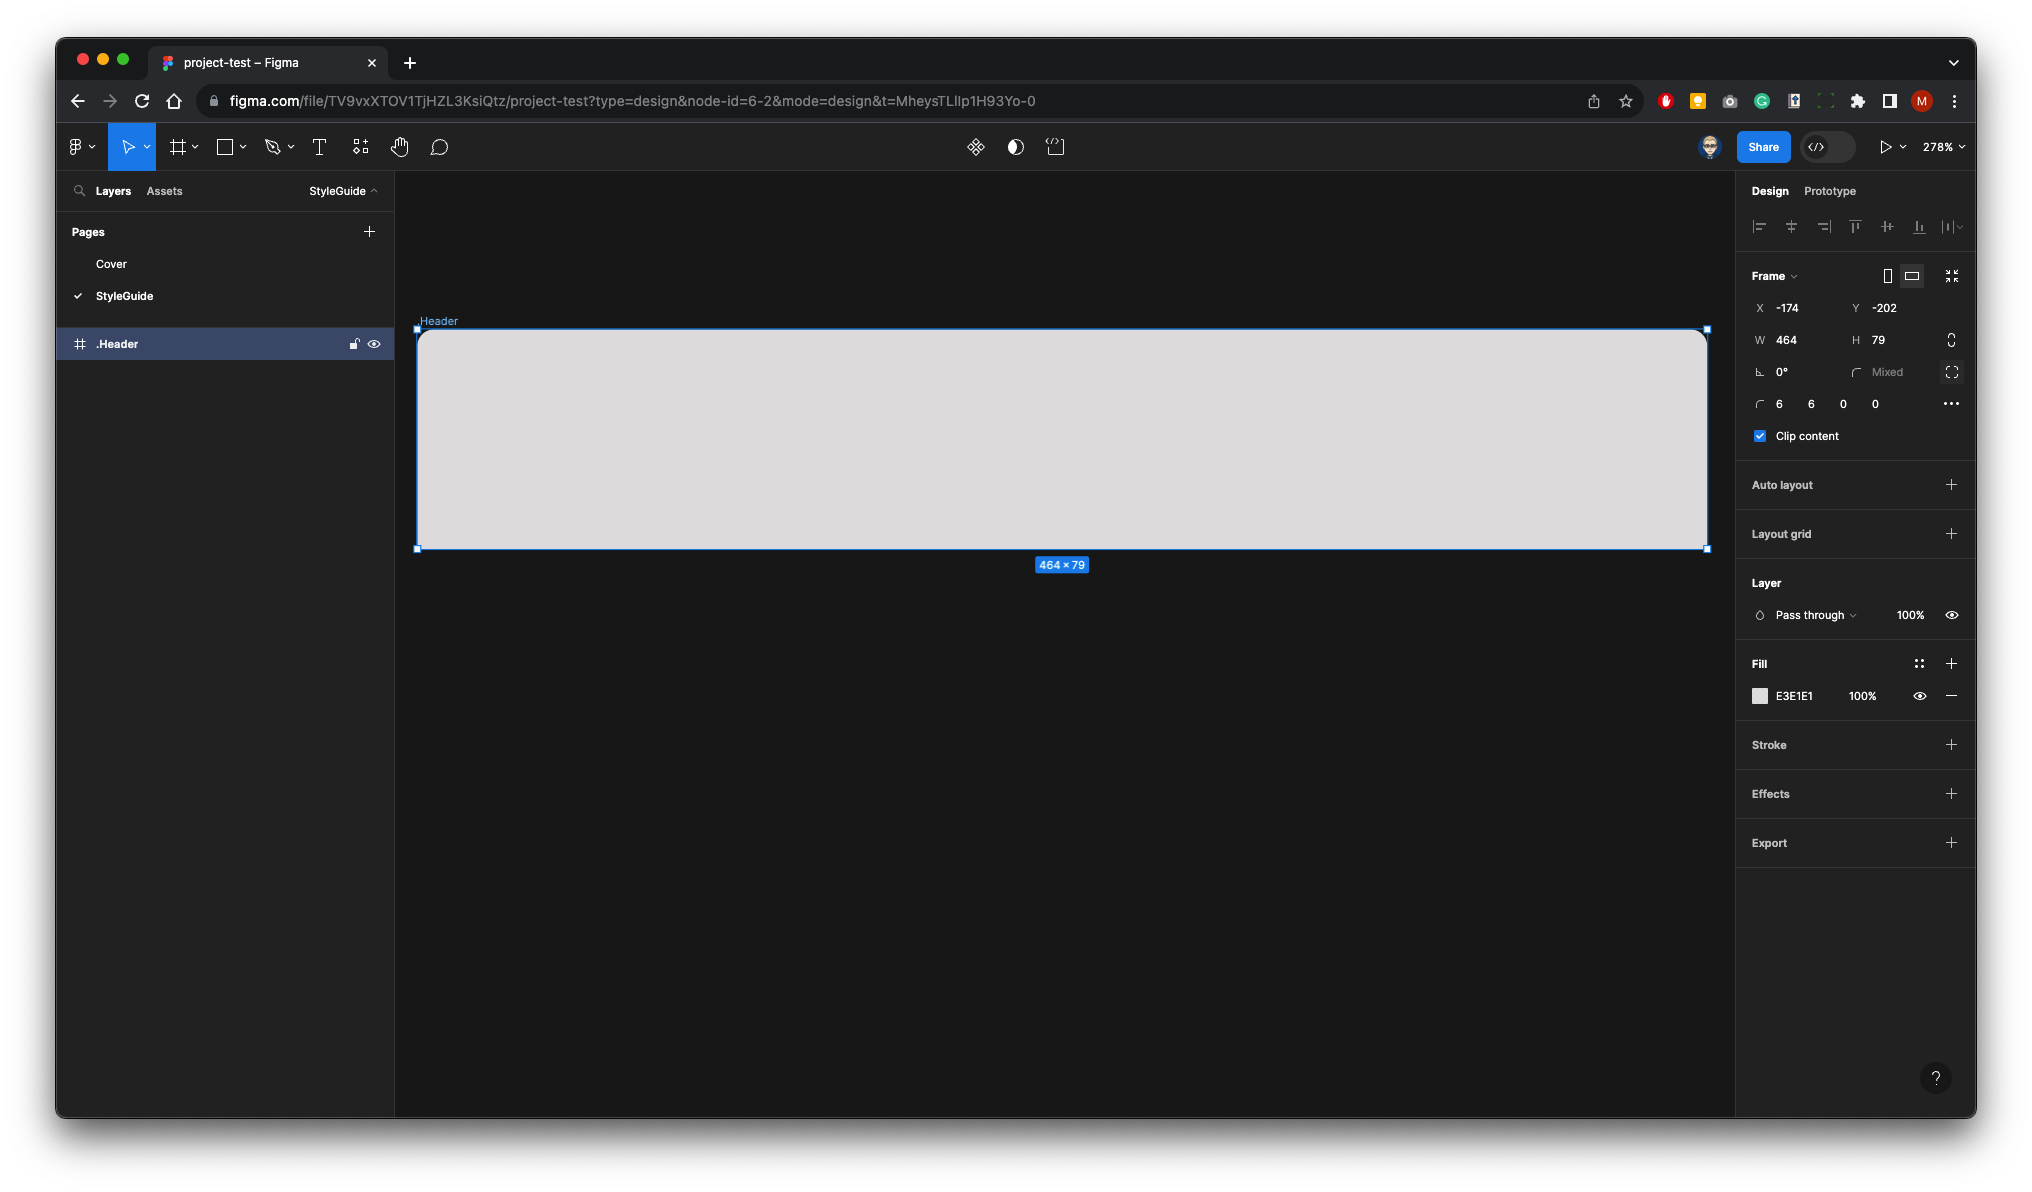 project-test – Figma
figma.com/file/TV9vxXTOV1TjHZL3KsiQtz/project-test?type=design&node-id=6-2&mode=design&t=MheysTLIIp1H93Yo-0
M
Share
278%
Layers Assets StyleGuide
Design Prototype
Pages
Cover
StyleGuide
.Header
.Header
464 × 79
Frame
X -174 Y -202
W 464 H 79
0° Mixed
6 6 0 0
Clip content
Auto layout
Layout grid
Layer
Pass through 100%
Fill
E3E1E1 100%
Stroke
Effects
Export
?